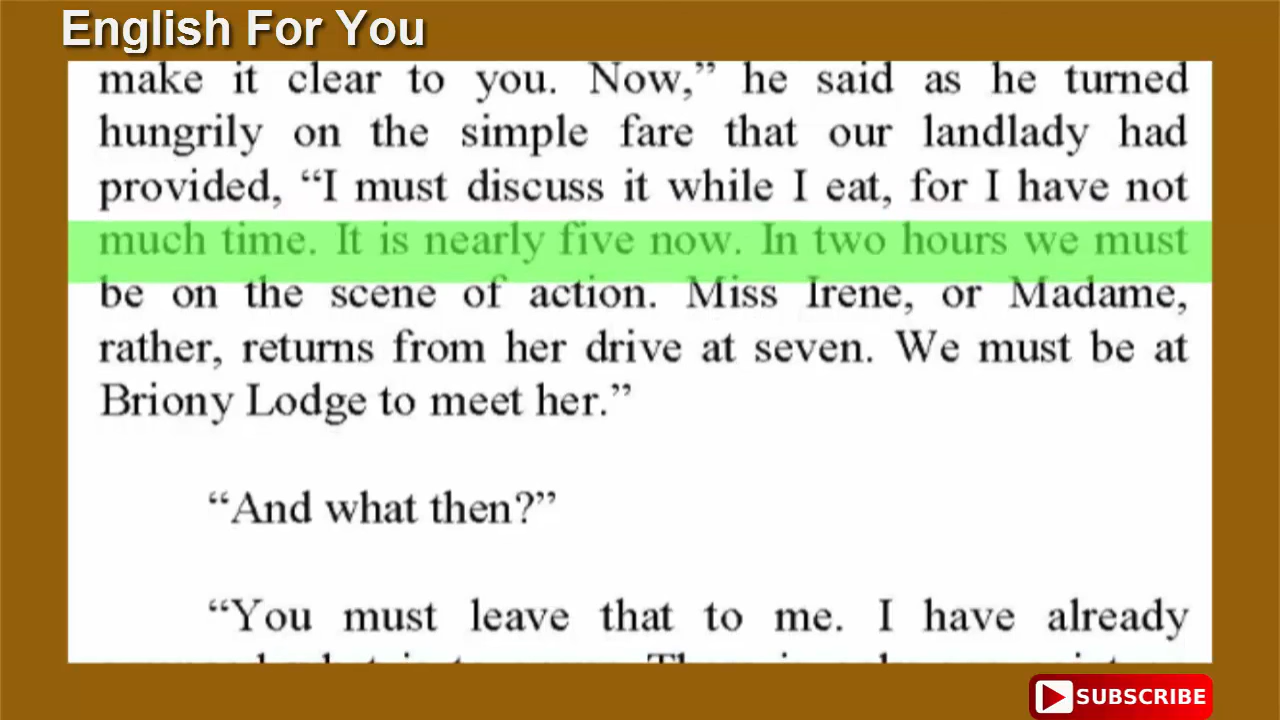 English For You
make it clear to you. Now,” he said as he turned
hungrily on the simple fare that our landlady had
provided, “I must discuss it while I eat, for I have not
much time. It is nearly five now. In two hours we must
be on the scene of action. Miss Irene, or Madame,
rather, returns from her drive at seven. We must be at
Briony Lodge to meet her.”
“And what then?”
“You must leave that to me. I have already
SUBSCRIBE